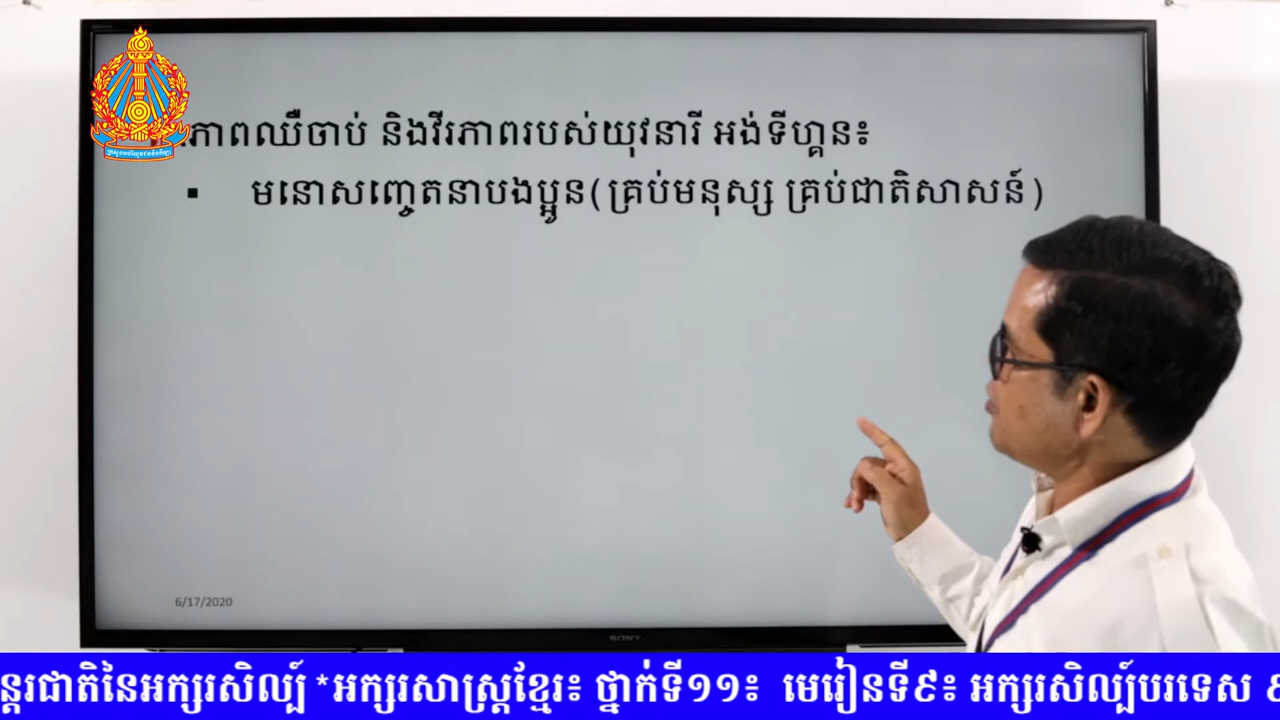 ភាពឈឺចាប់ និងវីរភាពរបស់យុវនារី អង់ទីហ្គន៖
▪ មនោសញ្ចេតនាបងប្អូន(គ្រប់មនុស្ស គ្រប់ជាតិសាសន៍)
6/17/2020
SONY
ន្តរជាតិនៃអក្សរសិល្ប៍ *អក្សរសាស្ត្រខ្មែរ៖ ថ្នាក់ទី១១៖ មេរៀនទី៩៖ អក្សរសិល្ប៍បរទេស